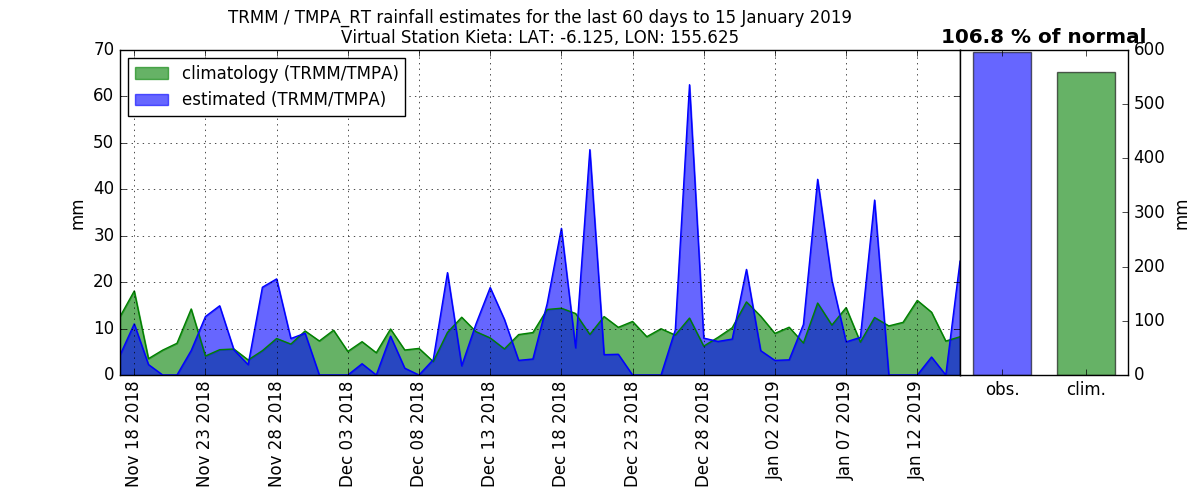 TRMM / TMPA_RT rainfall estimates for the last 60 days to 15 January 2019
Virtual Station Kieta: LAT: -6.125, LON: 155.625
106.8 % of normal
climatology (TRMM/TMPA)
estimated (TRMM/TMPA)
70
60
50
40
30
20
10
0
mm
Nov 18 2018
Nov 23 2018
Nov 28 2018
Dec 03 2018
Dec 08 2018
Dec 13 2018
Dec 18 2018
Dec 23 2018
Dec 28 2018
Jan 02 2019
Jan 07 2019
Jan 12 2019
obs.
clim.
600
500
400
300
200
100
0
mm